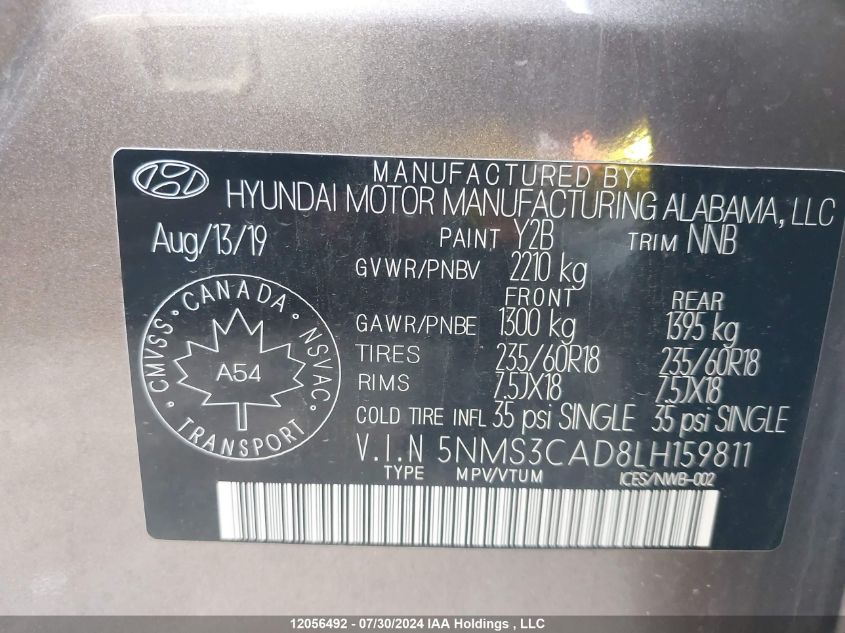 MANUFACTURED BY
HYUNDAI MOTOR MANUFACTURING ALABAMA, LLC
Aug/13/19 PAINT Y2B TRIM NNB
GVWR/PNBV 2210 kg
FRONT REAR
GAWR/PNBE 1300 kg 1395 kg
TIRES 235/60R18 235/60R18
RIMS 7.5JX18 7.5JX18
COLD TIRE INFL 35 psi SINGLE 35 psi SINGLE
CMVSS CANADA NSVAC
A54
TRANSPORT
V.I.N 5NMS3CAD8LH159811
TYPE MPV/VTUM ICES/NWB-002
12056492 - 07/30/2024 IAA Holdings , LLC